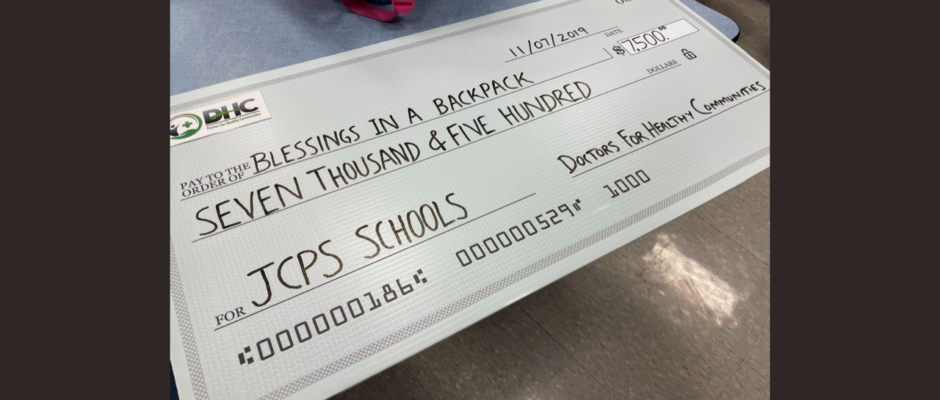 DHC
11/07/2019
DATE
PAY TO THE
ORDER OF
BLESSINGS IN A BACKPACK
$ 7,500.00
SEVEN THOUSAND & FIVE HUNDRED
DOLLARS
DOCTORS FOR HEALTHY COMMUNITIES
FOR JCPS SCHOOLS
⑆000000186⑆ 000000529⑈ 1000